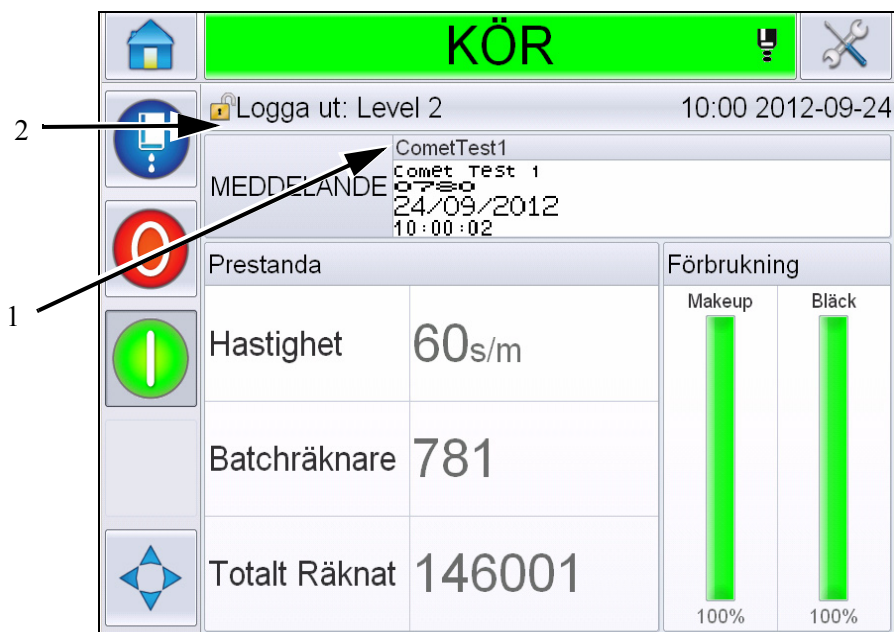 KÖR
Logga ut: Level 2 10:00 2012-09-24
2
CometTest1
MEDDELANDE
Comet Test 1
0780
24/09/2012
10:00:02
Prestanda
Förbrukning
1
Makeup Bläck
Hastighet 60s/m
Batchräknare 781
Totalt Räknat 146001
100% 100%